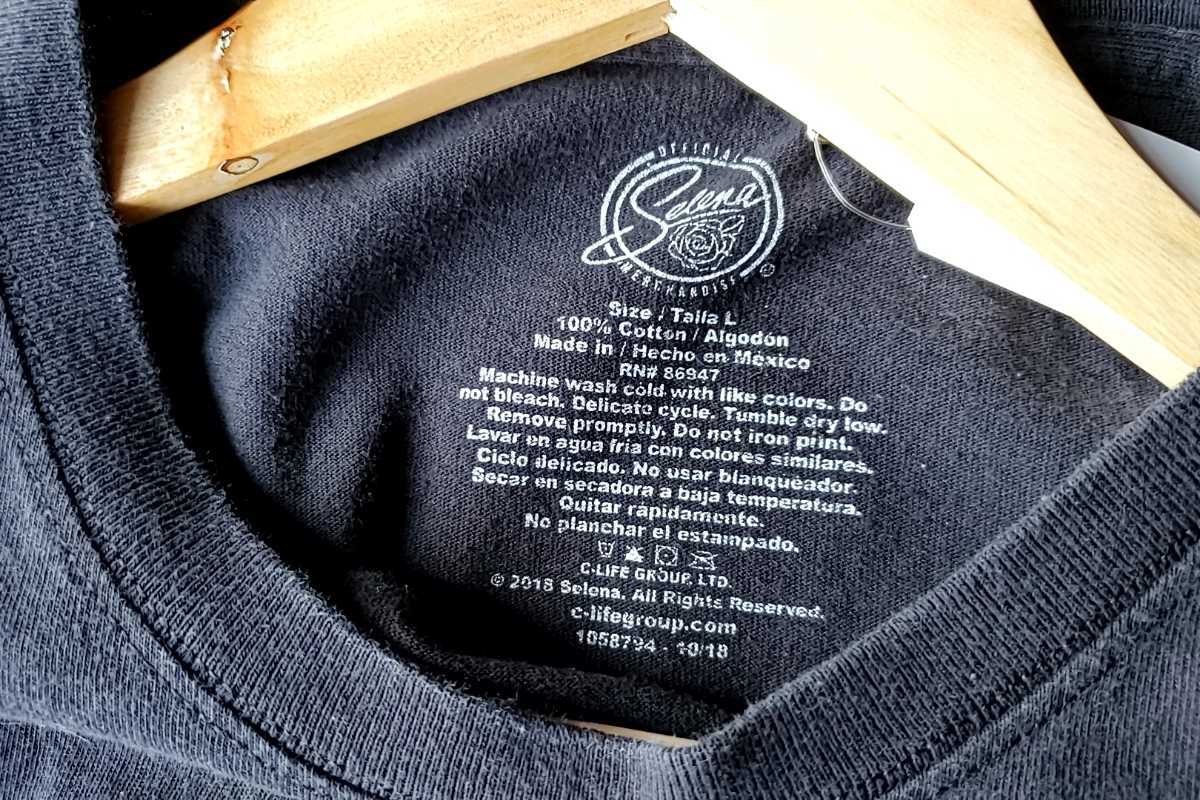 OFFICIAL
Selena
MERCHANDISE
®
Size / Talla L
100% Cotton / Algodón
Made in / Hecho en México
RN# 86947
Machine wash cold with like colors. Do
not bleach. Delicate cycle. Tumble dry low.
Remove promptly. Do not iron print.
Lavar en agua fria con colores similares.
Ciclo delicado. No usar blanqueador.
Secar en secadora a baja temperatura.
Quitar rápidamente.
No planchar el estampado.
C-LIFE GROUP, LTD.
© 2018 Selena. All Rights Reserved.
c-lifegroup.com
1058794 - 10/18